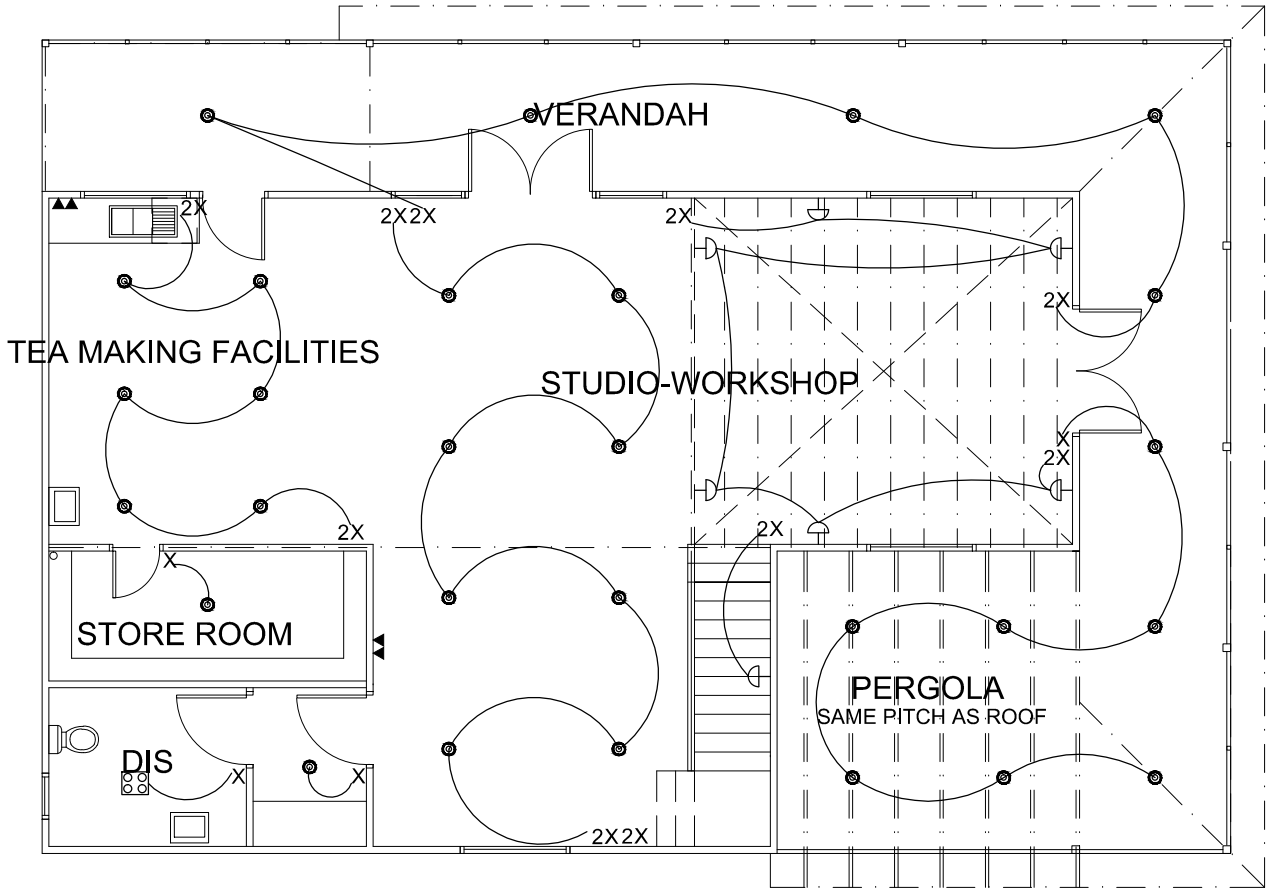 VERANDAH
2X
2X2X
2X
2X
TEA MAKING FACILITIES
STUDIO-WORKSHOP
X
2X
2X
2X
X
STORE ROOM
PERGOLA
SAME PITCH AS ROOF
DIS
X
X
2X2X